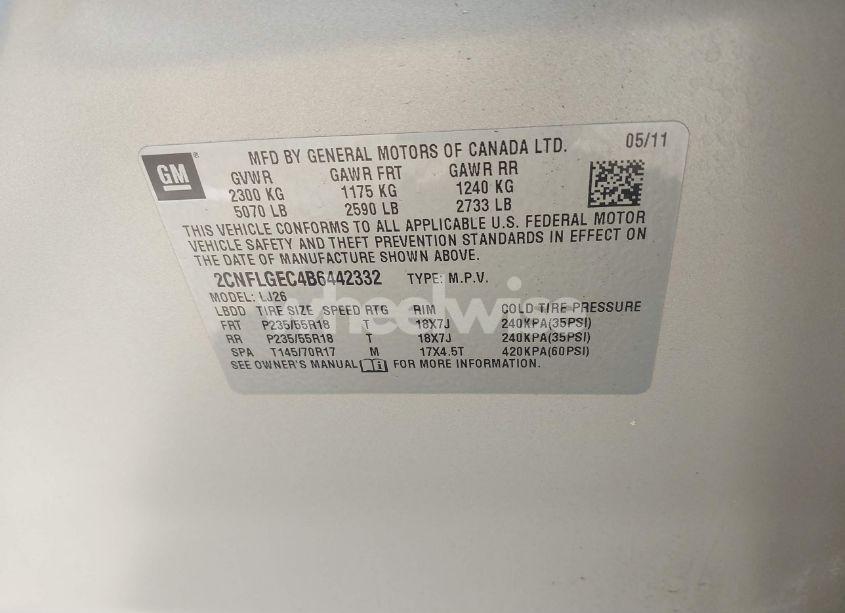 GM®
MFD BY GENERAL MOTORS OF CANADA LTD. 05/11
GVWR GAWR FRT GAWR RR
2300 KG 1175 KG 1240 KG
5070 LB 2590 LB 2733 LB
THIS VEHICLE CONFORMS TO ALL APPLICABLE U.S. FEDERAL MOTOR
VEHICLE SAFETY AND THEFT PREVENTION STANDARDS IN EFFECT ON
THE DATE OF MANUFACTURE SHOWN ABOVE.
2CNFLGEC4B6442332 TYPE: M.P.V.
MODEL: LJ26
wheelwise
LBDD TIRE SIZE SPEED RTG RIM COLD TIRE PRESSURE
FRT P235/55R18 T 18X7J 240KPA(35PSI)
RR P235/55R18 T 18X7J 240KPA(35PSI)
SPA T145/70R17 M 17X4.5T 420KPA(60PSI)
SEE OWNER'S MANUAL i FOR MORE INFORMATION.